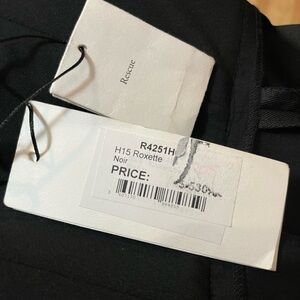 Rescue
R4251H
H15 Roxette
Noir
PRICE: